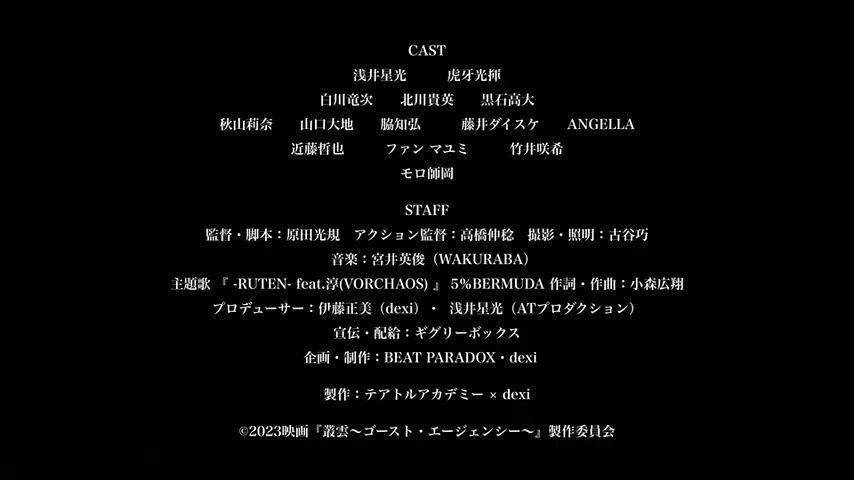 CAST
浅井星光　虎牙光揮
白川竜次　北川貴英　黒石高大
秋山莉奈　山口大地　脇知弘　藤井ダイスケ　ANGELLA
近藤哲也　ファン マユミ　竹井咲希
モロ師岡
STAFF
監督・脚本：原田光規　アクション監督：高橋伸稔　撮影・照明：古谷巧
音楽：宮井英俊（WAKURABA）
主題歌 『 -RUTEN- feat.淳(VORCHAOS) 』 5%BERMUDA 作詞・作曲：小森広翔
プロデューサー：伊藤正美（dexi）・ 浅井星光（ATプロダクション）
宣伝・配給：ギグリーボックス
企画・制作：BEAT PARADOX・dexi
製作：テアトルアカデミー × dexi
©2023映画『叢雲～ゴースト・エージェンシー～』製作委員会